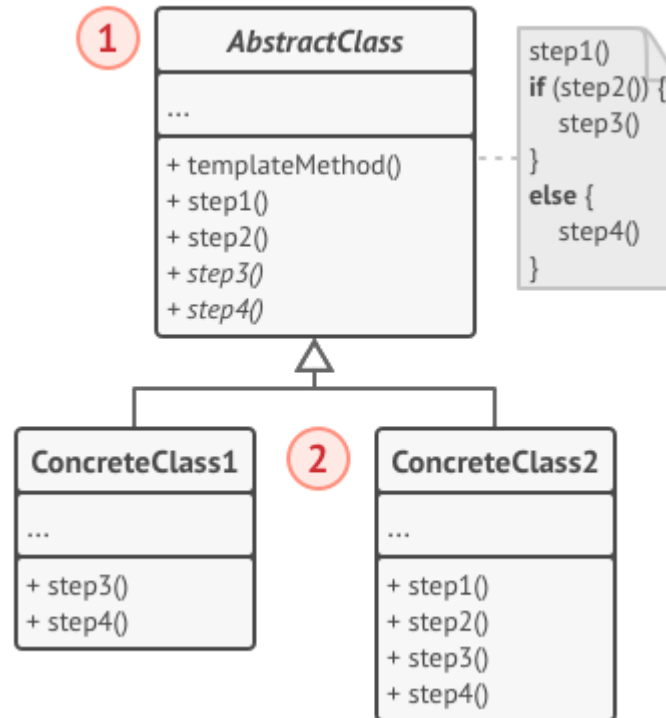 1
AbstractClass
...
+ templateMethod()
+ step1()
+ step2()
+ step3()
+ step4()
step1()
if (step2()) {
step3()
}
else {
step4()
}
ConcreteClass1
...
+ step3()
+ step4()
2
ConcreteClass2
...
+ step1()
+ step2()
+ step3()
+ step4()